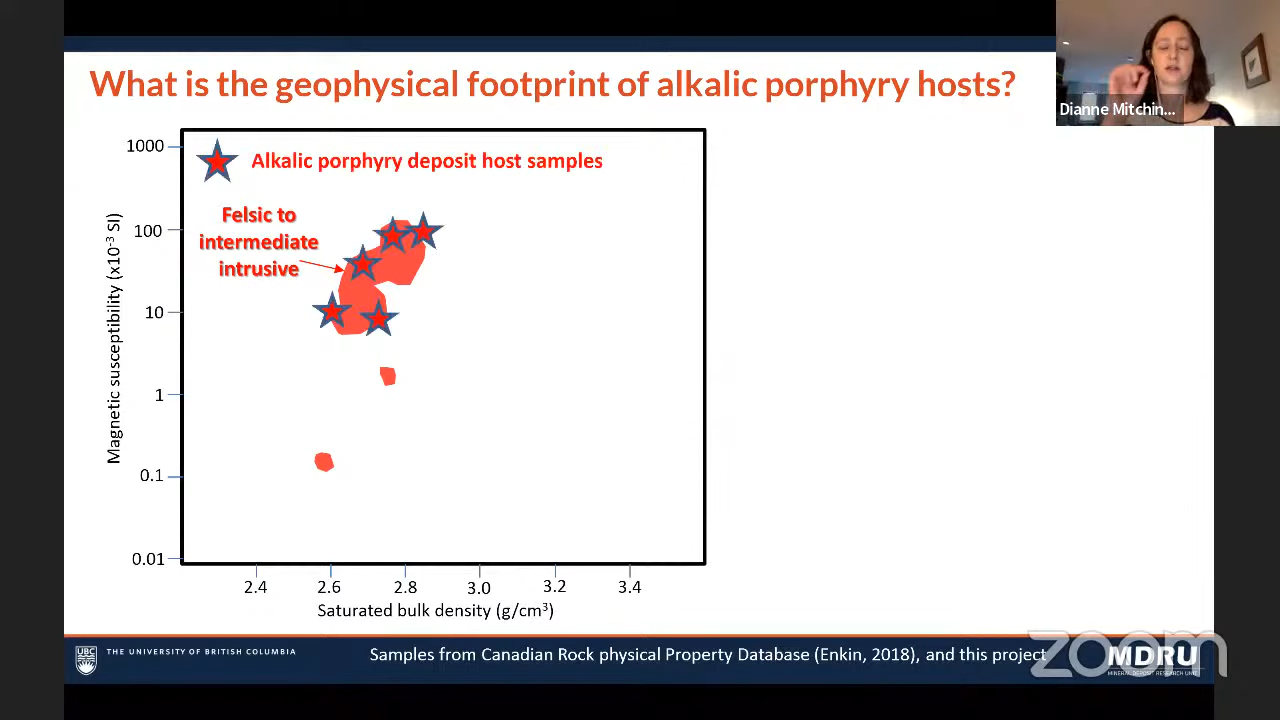 What is the geophysical footprint of alkalic porphyry hosts?
Dianne Mitchin...
1000
100
10
1
0.1
0.01
Magnetic susceptibility (x10⁻³ SI)
Alkalic porphyry deposit host samples
Felsic to
intermediate
intrusive
2.4 2.6 2.8 3.0 3.2 3.4
Saturated bulk density (g/cm³)
UBC
THE UNIVERSITY OF BRITISH COLUMBIA
Samples from Canadian Rock physical Property Database (Enkin, 2018), and this project
zoom
MDRU
MINERAL DEPOSIT RESEARCH UNIT